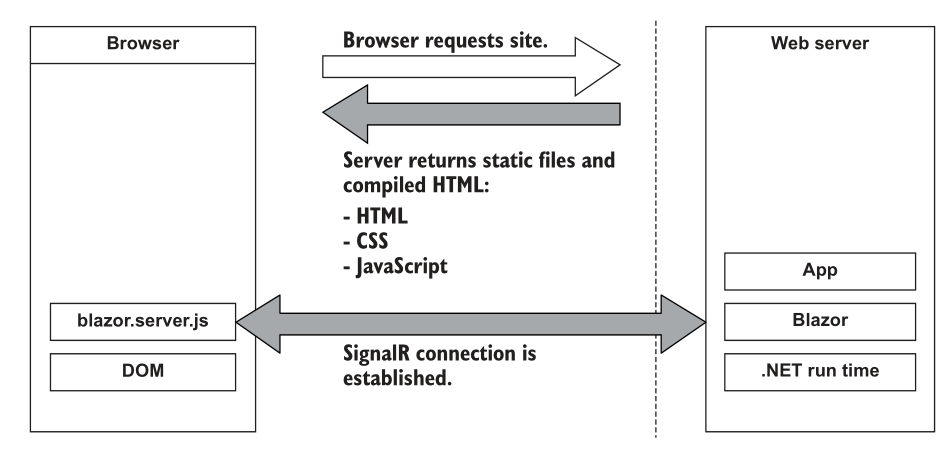 Browser
Browser requests site.
Web server
Server returns static files and
compiled HTML:
- HTML
- CSS
- JavaScript
App
blazor.server.js
Blazor
SignalR connection is
established.
DOM
.NET run time